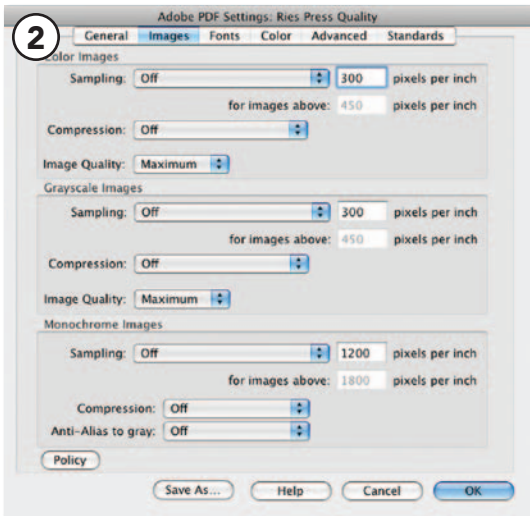 Adobe PDF Settings: Ries Press Quality
2
General Images Fonts Color Advanced Standards
Color Images
Sampling: Off 300 pixels per inch
for images above: 450 pixels per inch
Compression: Off
Image Quality: Maximum
Grayscale Images
Sampling: Off 300 pixels per inch
for images above: 450 pixels per inch
Compression: Off
Image Quality: Maximum
Monochrome Images
Sampling: Off 1200 pixels per inch
for images above: 1800 pixels per inch
Compression: Off
Anti-Alias to gray: Off
Policy
Save As... Help Cancel OK